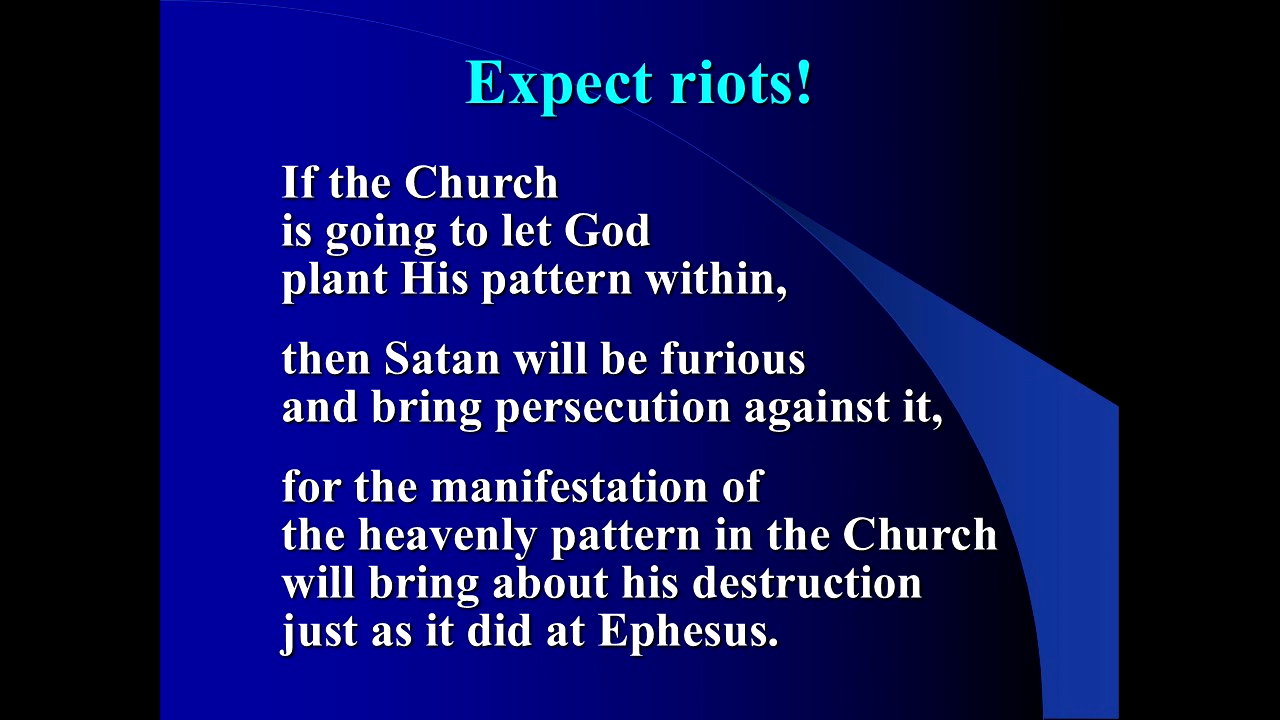 Expect riots!
If the Church
is going to let God
plant His pattern within,
then Satan will be furious
and bring persecution against it,
for the manifestation of
the heavenly pattern in the Church
will bring about his destruction
just as it did at Ephesus.